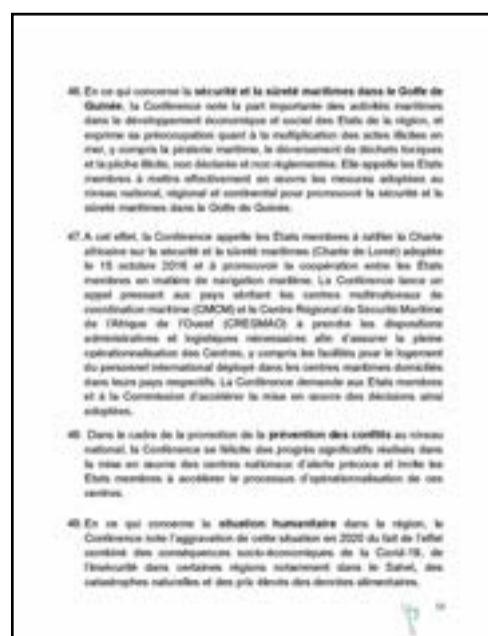 46. En ce qui concerne la sécurité et la sûreté maritimes dans le Golfe de
Guinée, la Conférence note la part importante des activités maritimes
dans le développement économique et social des Etats de la région, et
exprime sa préoccupation quant à la multiplication des actes illicites en
mer, y compris la piraterie maritime, le déversement de déchets toxiques
et la pêche illicite, non déclarée et non réglementée. Elle appelle les Etats
membres à mettre effectivement en œuvre les mesures adoptées au
niveau national, régional et continental pour promouvoir la sécurité et la
sûreté maritimes dans le Golfe de Guinée.
47. A cet effet, la Conférence appelle les Etats membres à ratifier la Charte
africaine sur la sécurité et la sûreté maritimes (Charte de Lomé) adoptée
le 15 octobre 2016 et à promouvoir la coopération entre les Etats
membres en matière de navigation maritime. La Conférence lance un
appel pressant aux pays abritant les centres multinationaux de
coordination maritime (CMCM) et le Centre Régional de Sécurité Maritime
de l'Afrique de l'Ouest (CRESMAO) à prendre les dispositions
administratives et logistiques nécessaires afin d'assurer la pleine
opérationnalisation des Centres, y compris les facilités pour le logement
du personnel international déployé dans les centres maritimes domiciliés
dans leurs pays respectifs. La Conférence demande aux Etats membres
et à la Commission d'accélérer la mise en œuvre des décisions ainsi
adoptées.
48. Dans le cadre de la promotion de la prévention des conflits au niveau
national, la Conférence se félicite des progrès significatifs réalisés dans
la mise en œuvre des centres nationaux d'alerte précoce et invite les
Etats membres à accélérer le processus d'opérationnalisation de ces
centres.
49. En ce qui concerne la situation humanitaire dans la région, la
Conférence note l'aggravation de cette situation en 2020 du fait de l'effet
combiné des conséquences socio-économiques de la Covid-19, de
l'insécurité dans certaines régions notamment dans le Sahel, des
catastrophes naturelles et des prix élevés des denrées alimentaires.